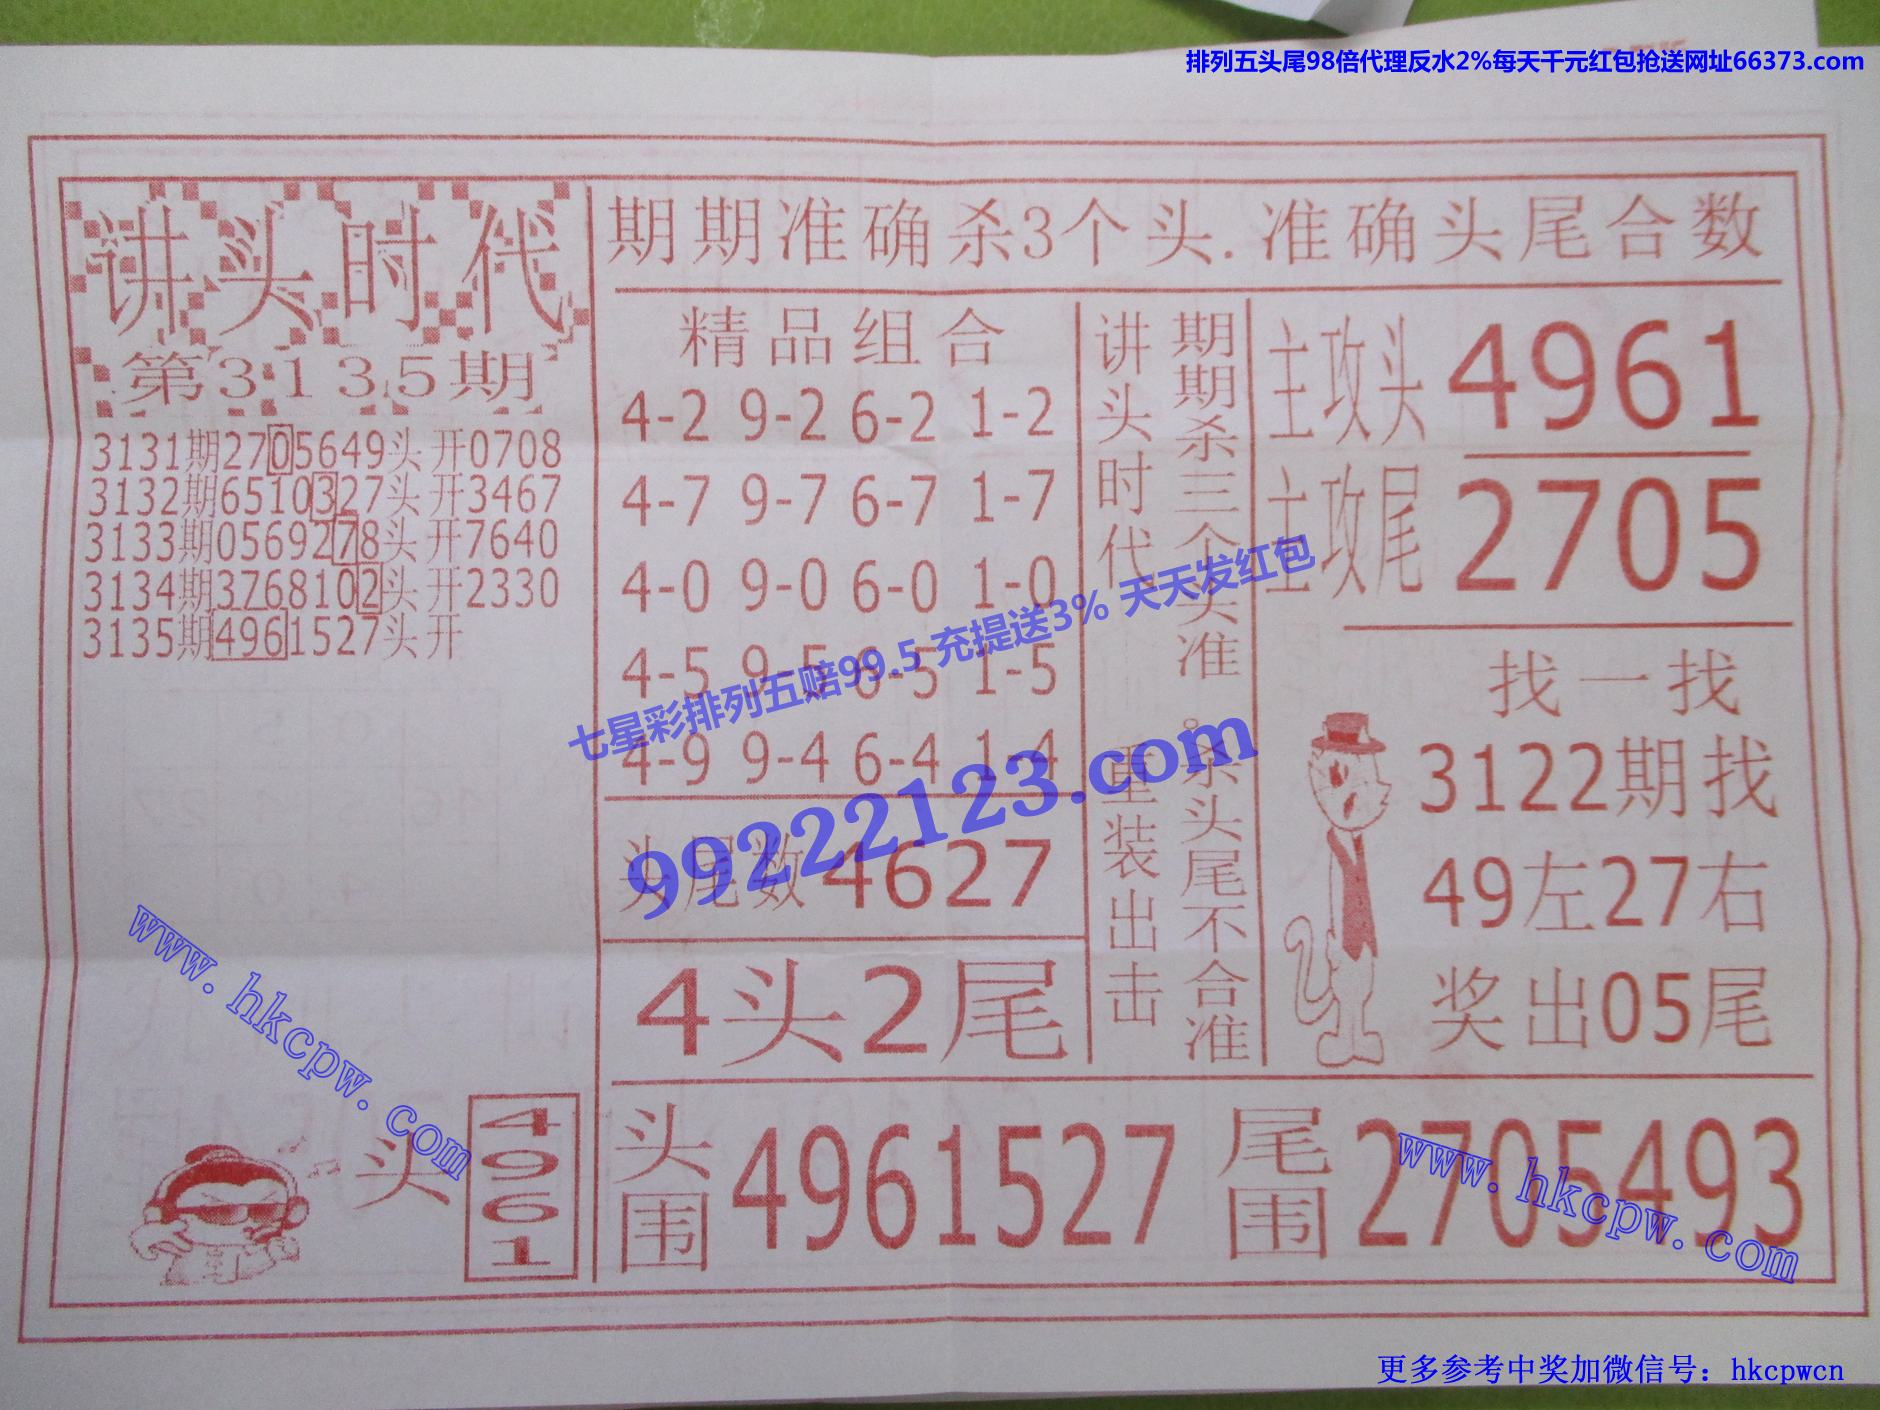 排列五头尾98倍代理反水2%每天千元红包抢送网址66373.com
讲头时代
第3135期
3131期2705649头开0708
3132期6510327头开3467
3133期0569278头开7640
3134期3768102头开2330
3135期4961527头开
头
4961
期期准确杀3个头.准确头尾合数
精品组合
4-2 9-2 6-2 1-2
4-7 9-7 6-7 1-7
4-0 9-0 6-0 1-0
4-5 9-5 6-5 1-5
4-9 9-4 6-4 1-4
头尾数4627
4头2尾
讲头时代 重装出击
期期杀三个头准。杀头尾不合准
主攻头4961
主攻尾2705
找一找
3122期找
49左27右
奖出05尾
头围4961527
尾围2705493
七星彩排列五赔99.5 充提送3% 天天发红包
99222123.com
www.hkcpw.com
www.hkcpw.com
更多参考中奖加微信号：hkcpwcn